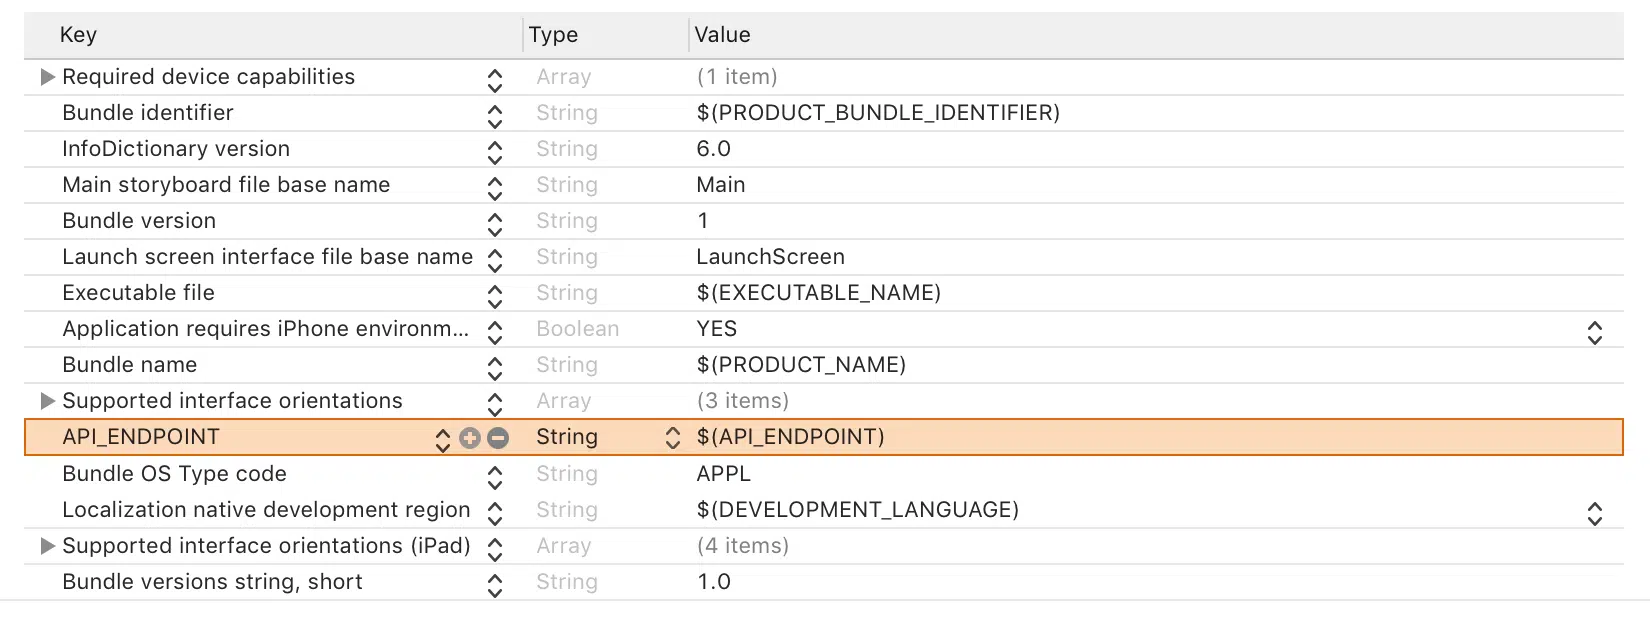 Key Type Value
Required device capabilities Array (1 item)
Bundle identifier String $(PRODUCT_BUNDLE_IDENTIFIER)
InfoDictionary version String 6.0
Main storyboard file base name String Main
Bundle version String 1
Launch screen interface file base name String LaunchScreen
Executable file String $(EXECUTABLE_NAME)
Application requires iPhone environm... Boolean YES
Bundle name String $(PRODUCT_NAME)
Supported interface orientations Array (3 items)
API_ENDPOINT String $(API_ENDPOINT)
Bundle OS Type code String APPL
Localization native development region String $(DEVELOPMENT_LANGUAGE)
Supported interface orientations (iPad) Array (4 items)
Bundle versions string, short String 1.0